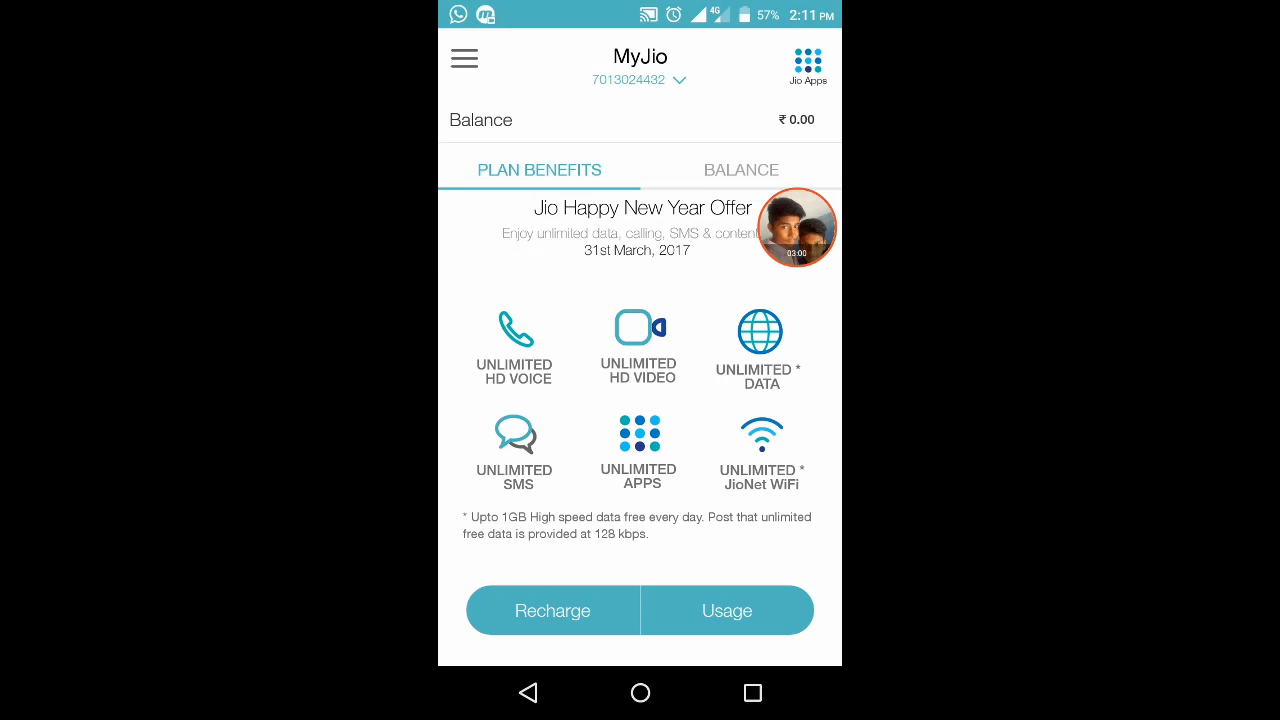 4G 57% 2:11 PM
MyJio
7013024432
Jio Apps
Balance ₹ 0.00
PLAN BENEFITS BALANCE
Jio Happy New Year Offer
Enjoy unlimited data, calling, SMS & content
31st March, 2017
03:00
UNLIMITED UNLIMITED UNLIMITED *
HD VOICE HD VIDEO DATA
UNLIMITED UNLIMITED UNLIMITED *
SMS APPS JioNet WiFi
* Upto 1GB High speed data free every day. Post that unlimited
free data is provided at 128 kbps.
Recharge Usage